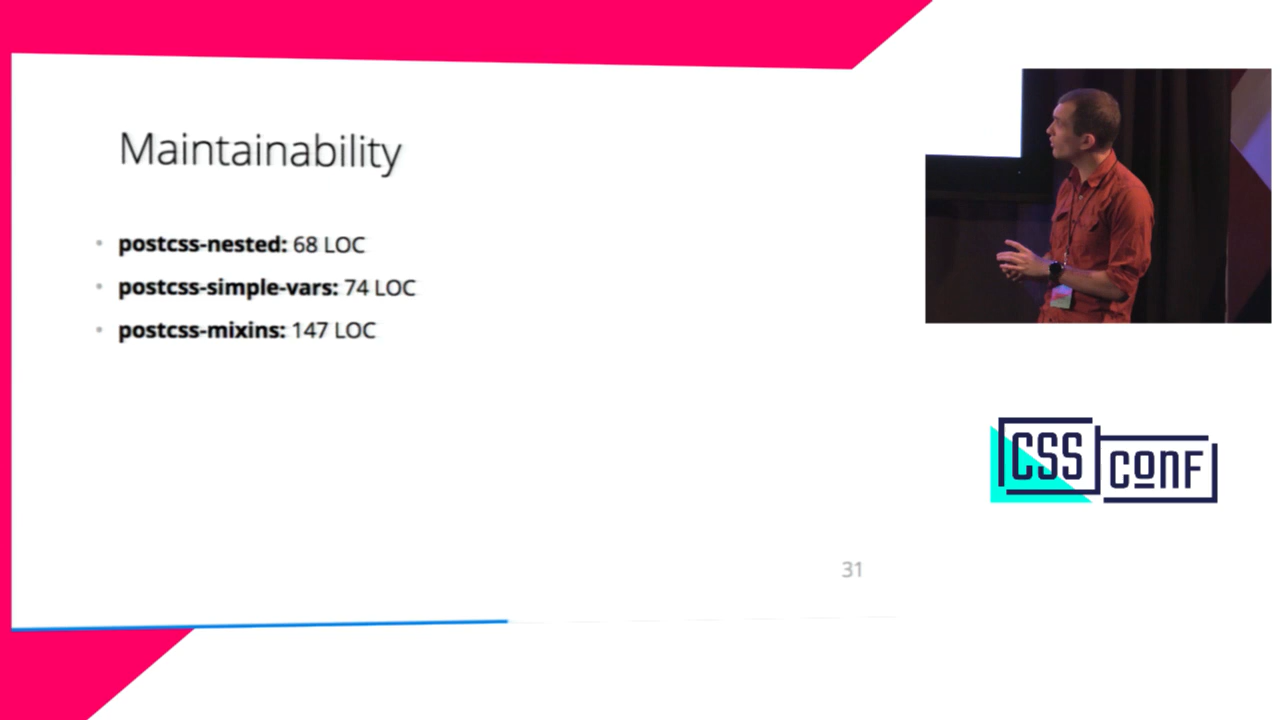 Maintainability
• postcss-nested: 68 LOC
• postcss-simple-vars: 74 LOC
• postcss-mixins: 147 LOC
31
CSS
CONF